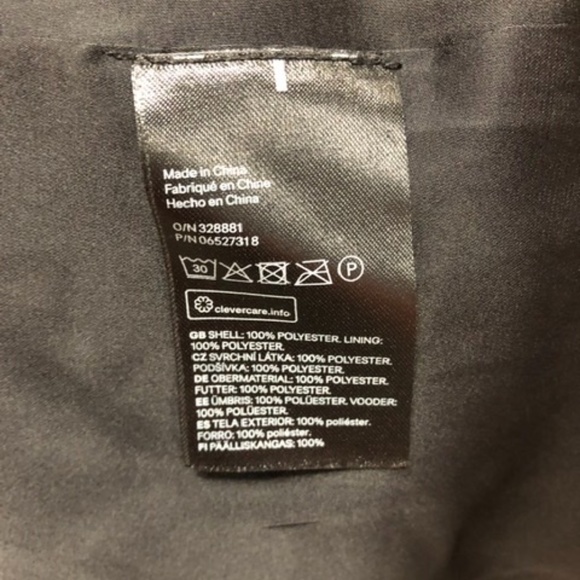 Made in China
Fabriqué en Chine
Hecho en China
O/N 328881
P/N 0652731 8
30
P
clevercare.info
GB SHELL: 100% POLYESTER. LINING:
100% POLYESTER.
CZ SVRCHNÍ LÁTKA: 100% POLYESTER.
PODŠÍVKA: 100% POLYESTER.
DE OBERMATERIAL: 100% POLYESTER.
FUTTER: 100% POLYESTER.
EE ÜMBRIS: 100% POLÜESTER. VOODER:
100% POLÜESTER.
ES TELA EXTERIOR: 100% poliéster.
FORRO: 100% poliéster.
FI PÄÄLLISKANGAS: 100%